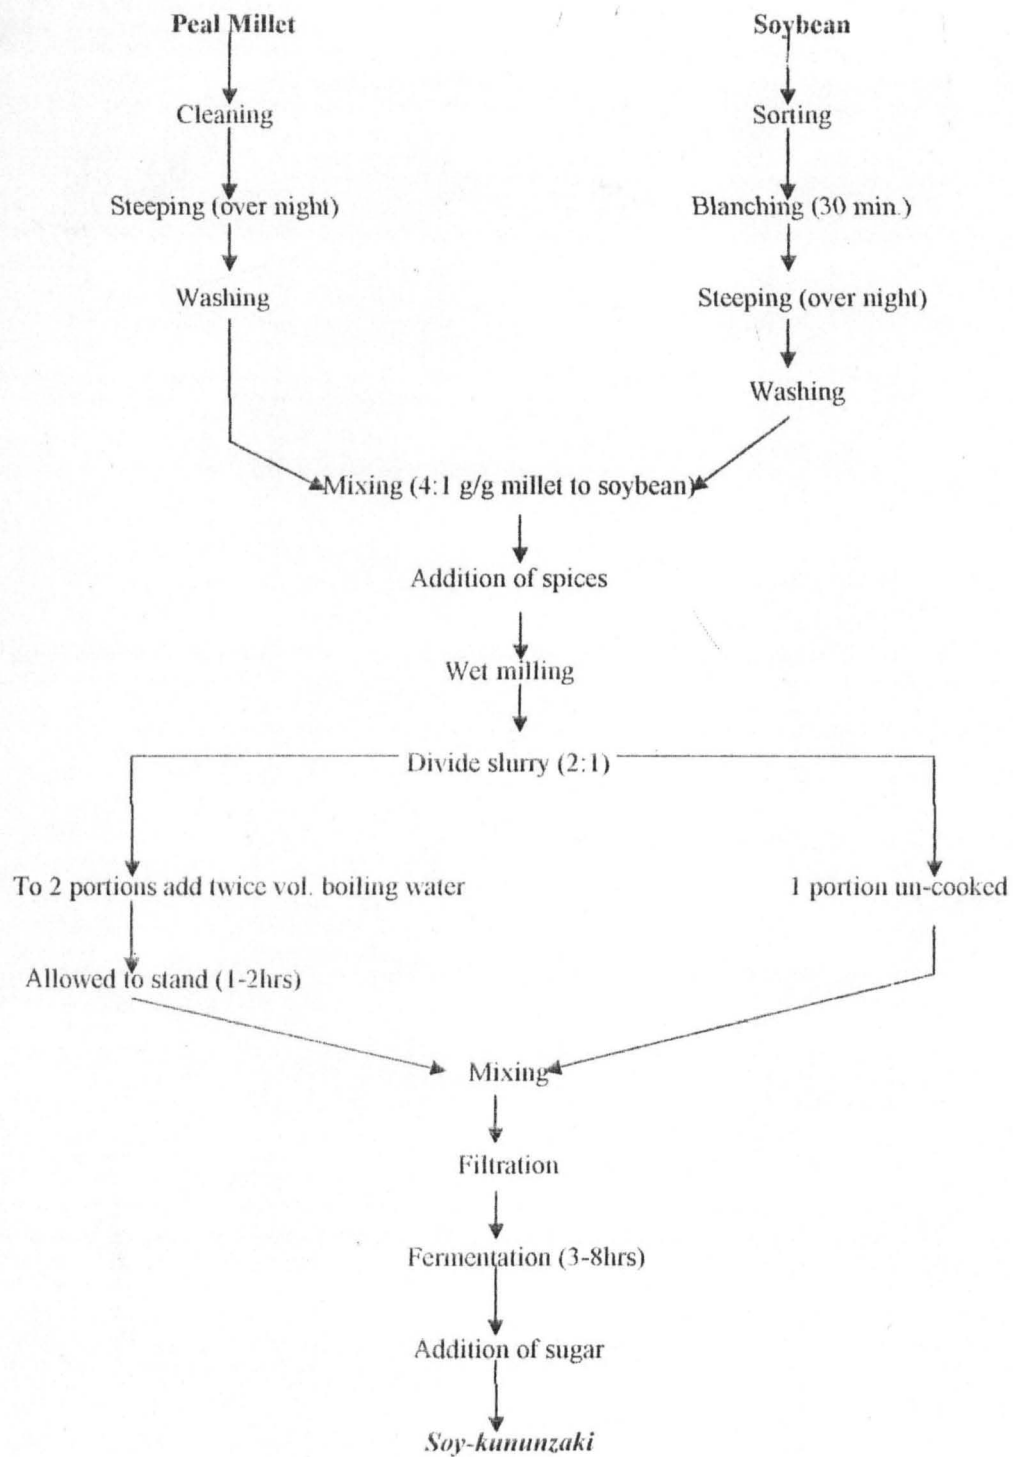 Peal Millet
Soybean
Cleaning
Sorting
Steeping (over night)
Blanching (30 min.)
Washing
Steeping (over night)
Washing
Mixing (4:1 g/g millet to soybean)
Addition of spices
Wet milling
Divide slurry (2:1)
To 2 portions add twice vol. boiling water
1 portion un-cooked
Allowed to stand (1-2hrs)
Mixing
Filtration
Fermentation (3-8hrs)
Addition of sugar
Soy-kununzaki